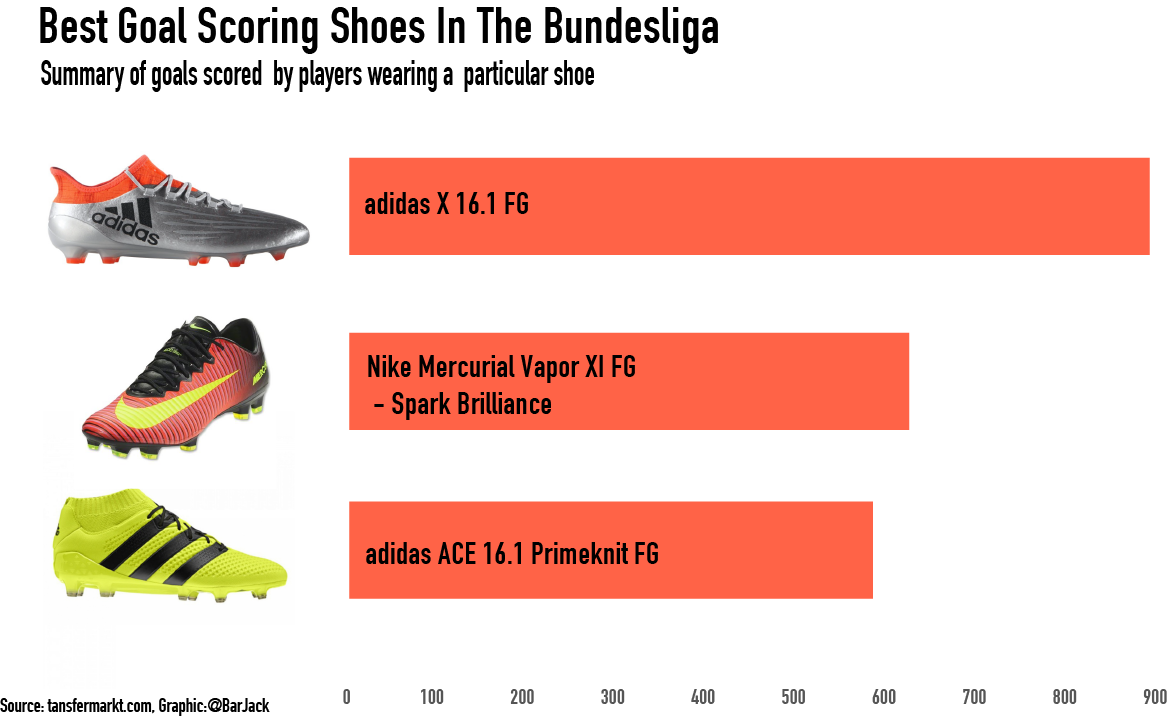 Best Goal Scoring Shoes In The Bundesliga
Summary of goals scored by players wearing a particular shoe
adidas
adidas X 16.1 FG
Nike Mercurial Vapor XI FG
- Spark Brilliance
adidas ACE 16.1 Primeknit FG
0 100 200 300 400 500 600 700 800 900
Source: tansfermarkt.com, Graphic:@BarJack